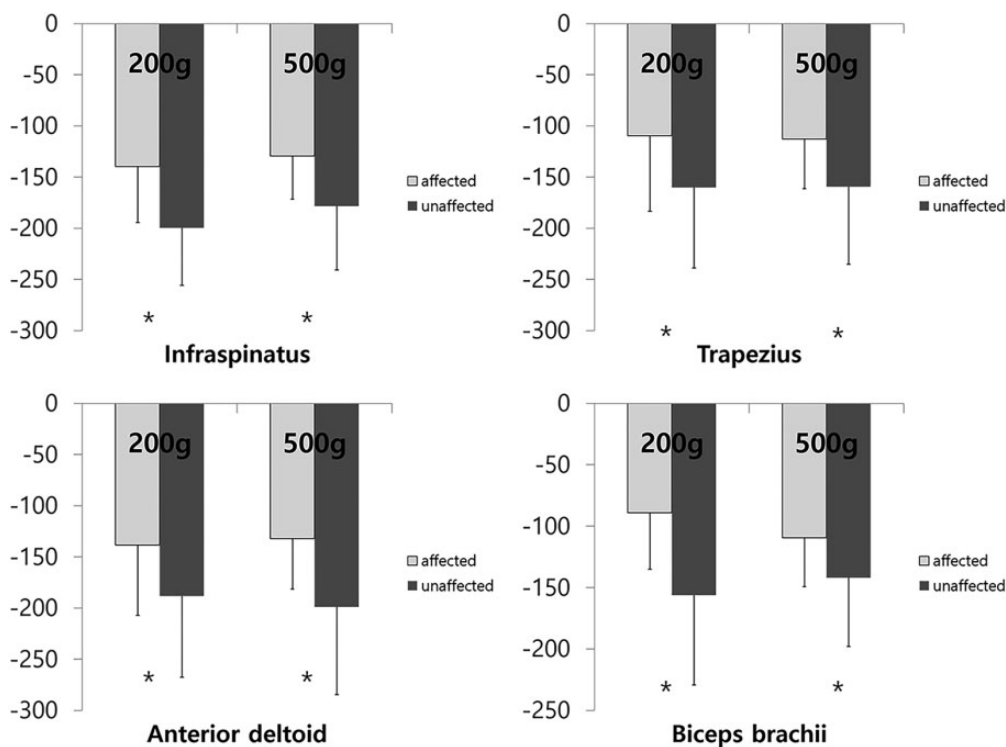 0
-50
-100
-150
-200
-250
-300
200g 500g
affected
unaffected
* *
Infraspinatus
0
-50
-100
-150
-200
-250
-300
200g 500g
affected
unaffected
* *
Trapezius
0
-50
-100
-150
-200
-250
-300
200g 500g
affected
unaffected
* *
Anterior deltoid
0
-50
-100
-150
-200
-250
200g 500g
affected
unaffected
* *
Biceps brachii